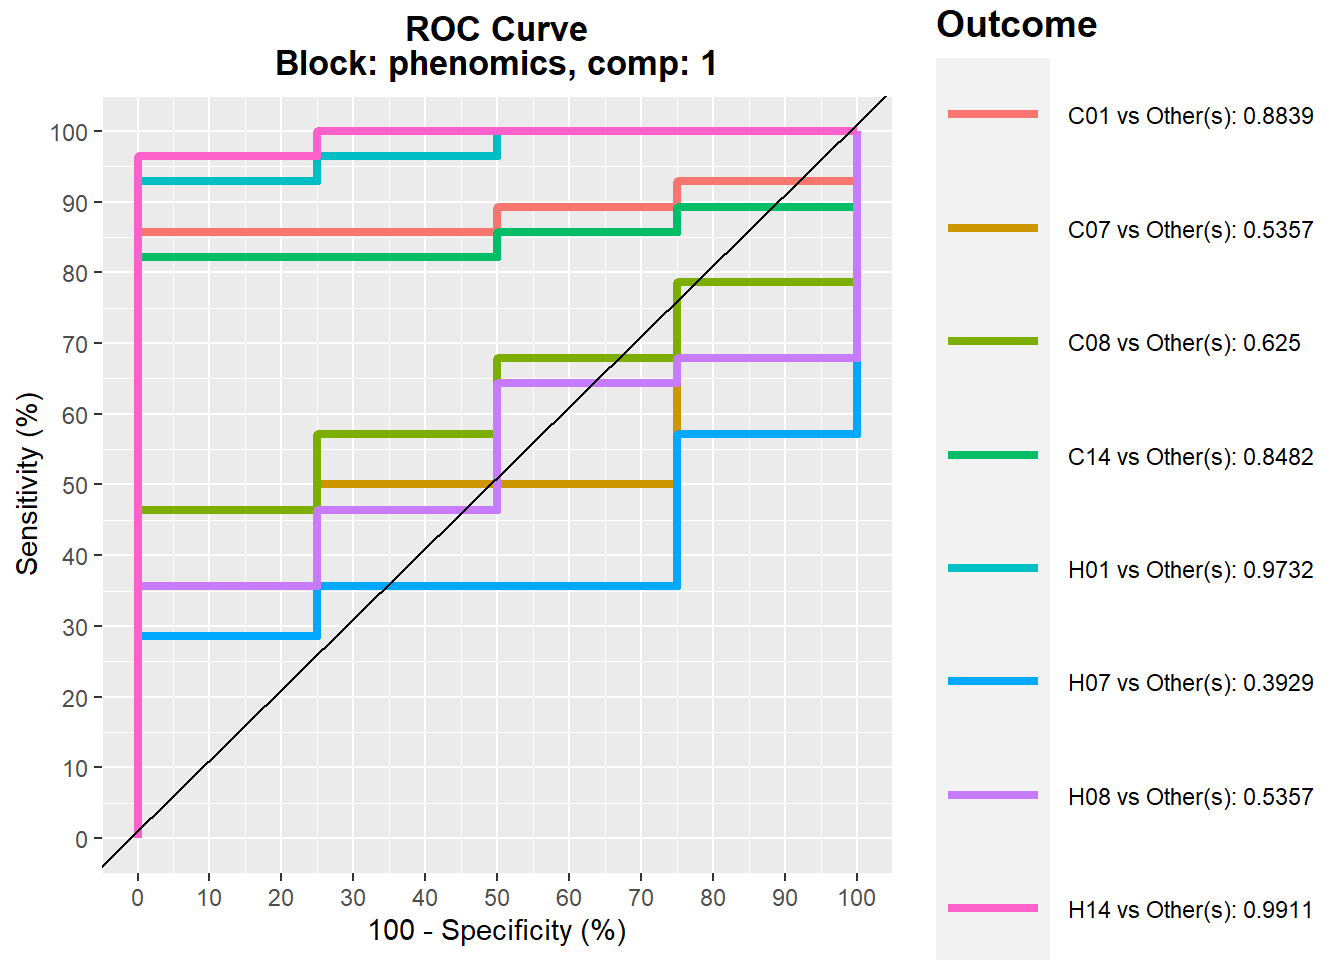 ROC Curve
Block: phenomics, comp: 1
Outcome
C01 vs Other(s): 0.8839
C07 vs Other(s): 0.5357
C08 vs Other(s): 0.625
C14 vs Other(s): 0.8482
H01 vs Other(s): 0.9732
H07 vs Other(s): 0.3929
H08 vs Other(s): 0.5357
H14 vs Other(s): 0.9911
Sensitivity (%)
100
90
80
70
60
50
40
30
20
10
0
0 10 20 30 40 50 60 70 80 90 100
100 - Specificity (%)